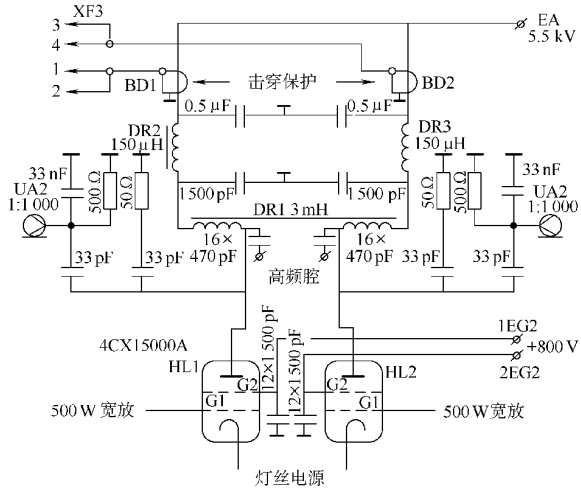 XF3
3
4
1
2
BD1
击穿保护
BD2
EA
5.5 kV
0.5 μF
0.5 μF
DR2
150 μH
DR3
150 μH
33 nF
UA2
1:1 000
500 Ω
50 Ω
1 500 pF
1 500 pF
50 Ω
500 Ω
33 nF
UA2
1:1 000
DR1 3 mH
16×
470 pF
16×
470 pF
高频腔
33 pF
33 pF
33 pF
33 pF
4CX15000A
12×1 500 pF
12×1 500 pF
1EG2
+800 V
2EG2
HL1
G2
G1
HL2
G2
G1
500 W 宽放
500 W 宽放
灯丝电源